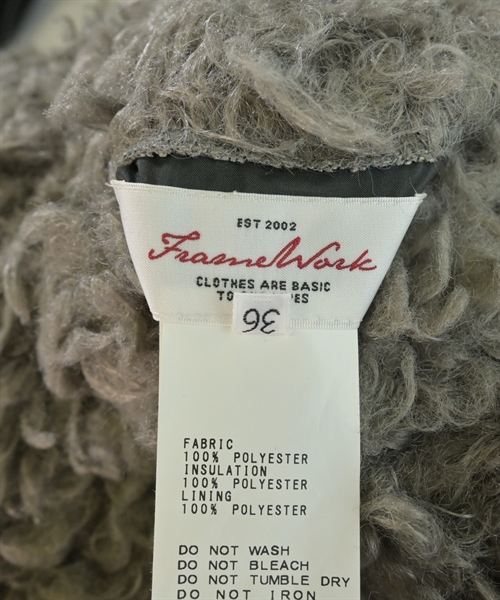 EST 2002
FrameWork
CLOTHES ARE BASIC
TO
36
FABRIC
100% POLYESTER
INSULATION
100% POLYESTER
LINING
100% POLYESTER
DO NOT WASH
DO NOT BLEACH
DO NOT TUMBLE DRY
DO NOT IRON